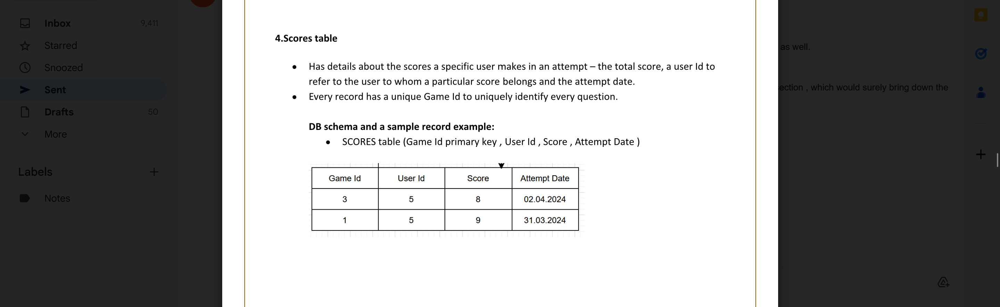 Inbox 9,411
Starred
Snoozed
Sent
Drafts 50
More
Labels
Notes
4.Scores table
• Has details about the scores a specific user makes in an attempt – the total score, a user Id to
refer to the user to whom a particular score belongs and the attempt date.
• Every record has a unique Game Id to uniquely identify every question.
DB schema and a sample record example:
• SCORES table (Game Id primary key , User Id , Score , Attempt Date )
Game Id User Id Score Attempt Date
3 5 8 02.04.2024
1 5 9 31.03.2024
as well.
ection , which would surely bring down the